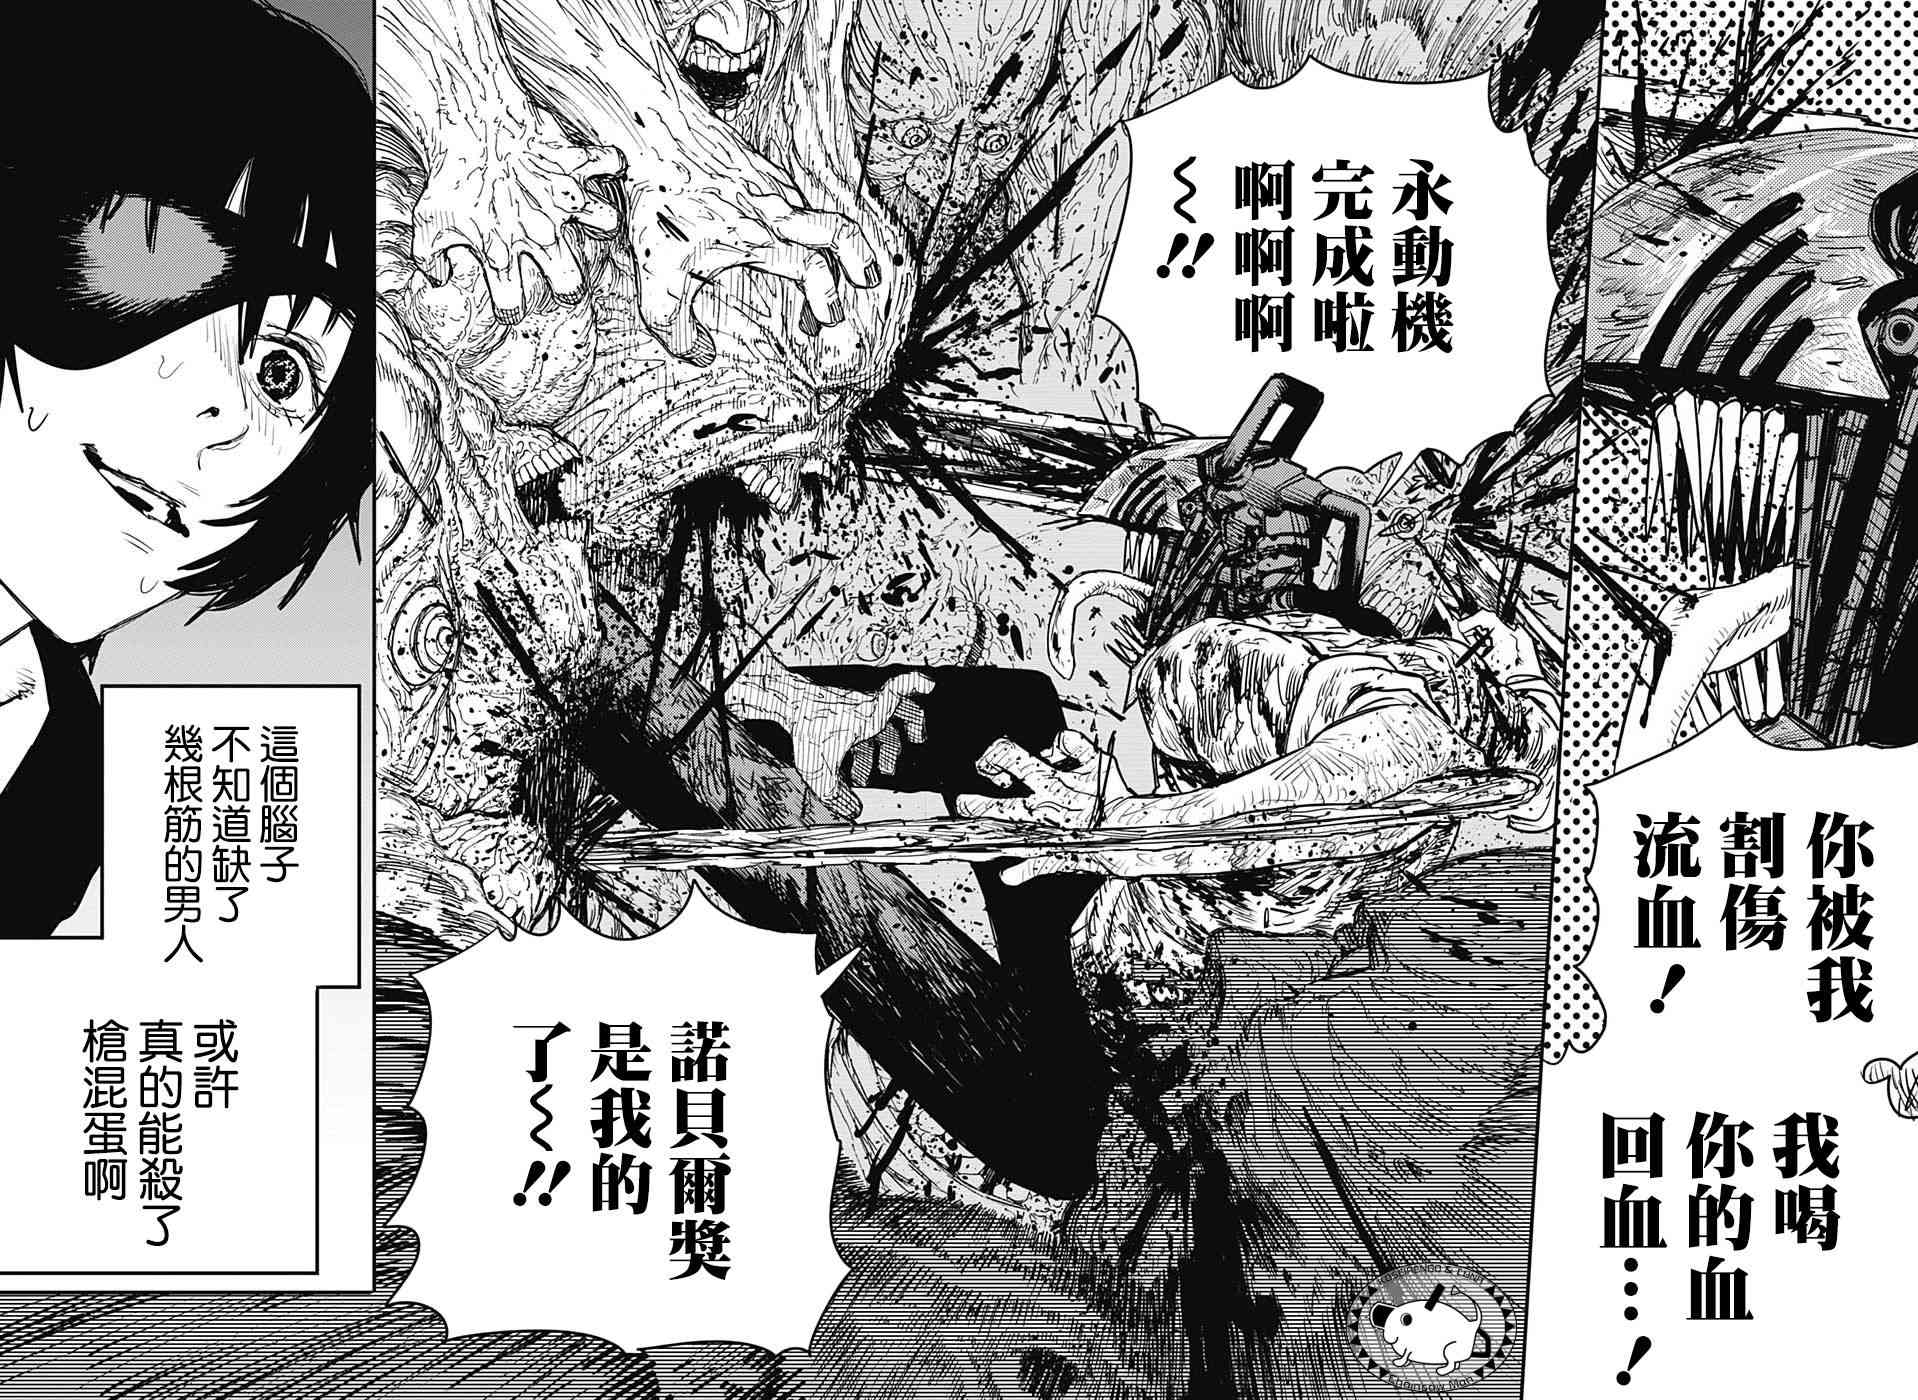 你被我
割傷
流血！
我喝
你的血
回血…！
永動機
完成啦
啊啊啊
～!!
諾貝爾獎
是我的
了～!!
這個腦子
不知道缺了
幾根筋的男人
或許
真的能殺了
槍混蛋啊
Chainsaw Man